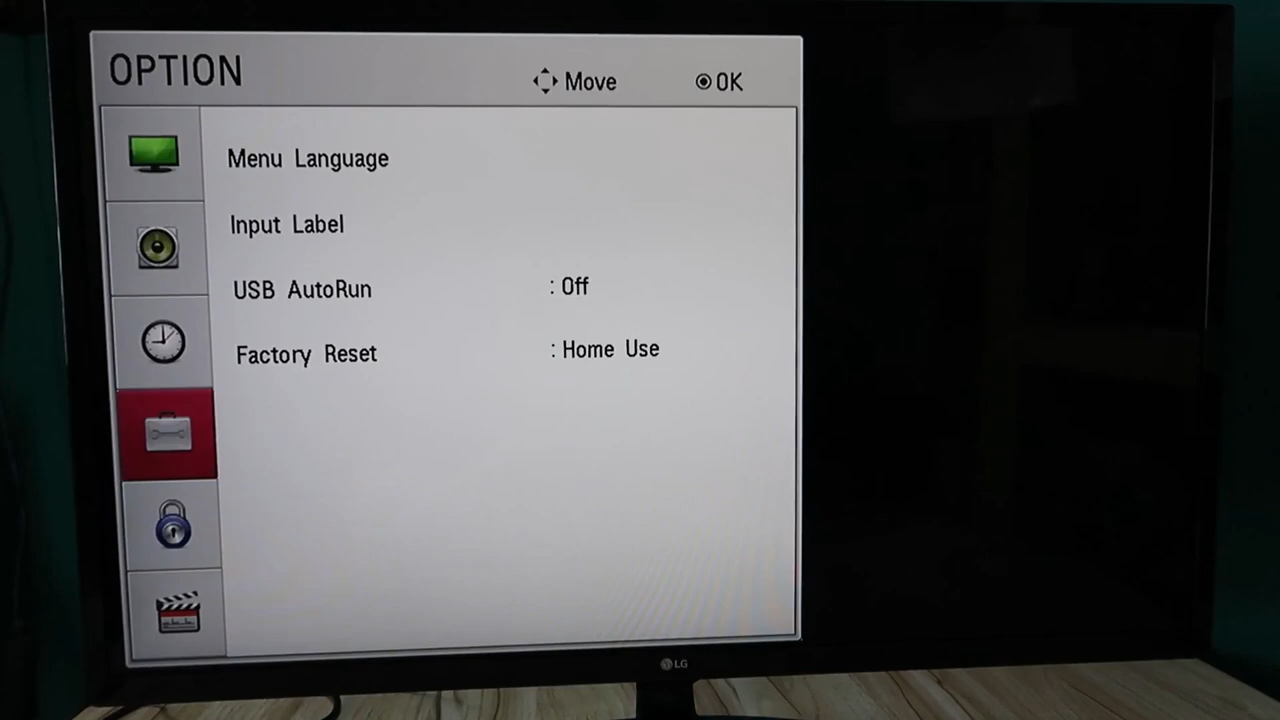 OPTION
Move
OK
Menu Language
Input Label
USB AutoRun : Off
Factory Reset : Home Use
LG